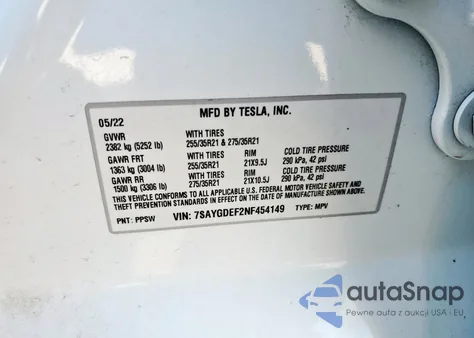 MFD BY TESLA, INC.
05/22
GVWR WITH TIRES
2382 kg (5252 lb) 255/35R21 & 275/35R21
GAWR FRT WITH TIRES RIM COLD TIRE PRESSURE
1363 kg (3004 lb) 255/35R21 21X9.5J 290 kPa, 42 psi
GAWR RR WITH TIRES RIM COLD TIRE PRESSURE
1500 kg (3306 lb) 275/35R21 21X10.5J 290 kPa, 42 psi
THIS VEHICLE CONFORMS TO ALL APPLICABLE U.S. FEDERAL MOTOR VEHICLE SAFETY AND
THEFT PREVENTION STANDARDS IN EFFECT ON THE DATE OF MANUFACTURE SHOWN ABOVE.
PNT: PPSW VIN: 7SAYGDEF2NF454149 TYPE: MPV
autoSnap
Pewne auta z aukcji USA - EU